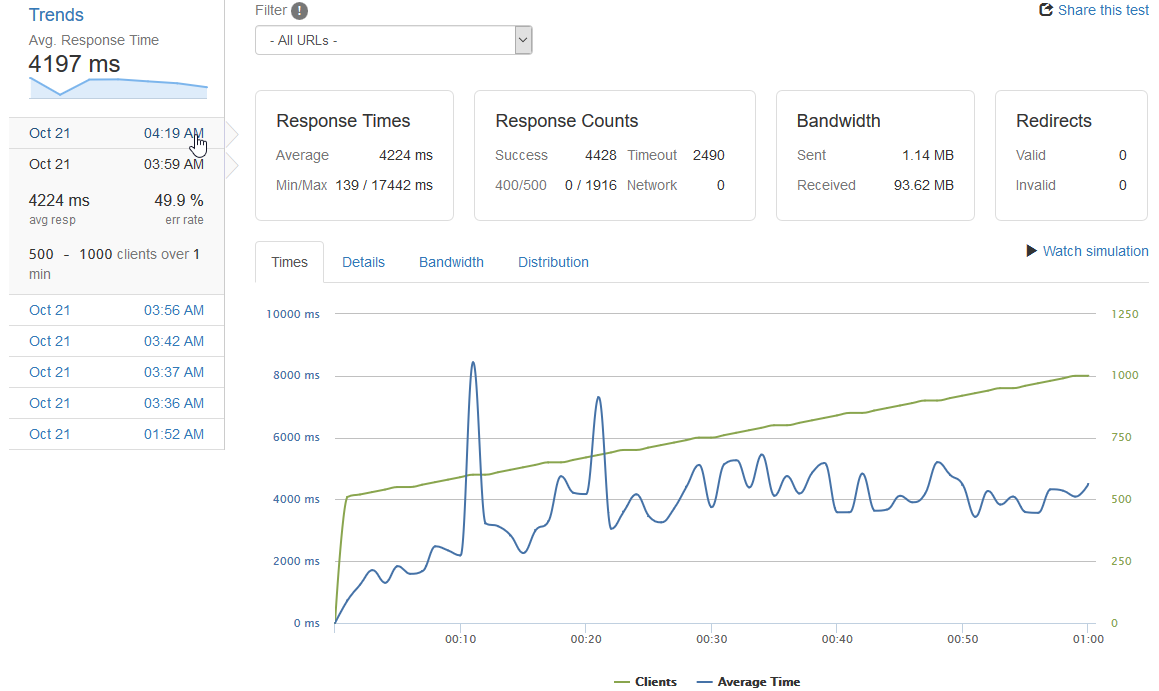 Trends
Avg. Response Time
4197 ms
Oct 21 04:19 AM
Oct 21 03:59 AM
4224 ms 49.9 %
avg resp err rate
500 - 1000 clients over 1
min
Oct 21 03:56 AM
Oct 21 03:42 AM
Oct 21 03:37 AM
Oct 21 03:36 AM
Oct 21 01:52 AM
Filter !
- All URLs -
Share this test
Response Times
Average 4224 ms
Min/Max 139 / 17442 ms
Response Counts
Success 4428 Timeout 2490
400/500 0 / 1916 Network 0
Bandwidth
Sent 1.14 MB
Received 93.62 MB
Redirects
Valid 0
Invalid 0
Times Details Bandwidth Distribution
Watch simulation
10000 ms 1250
8000 ms 1000
6000 ms 750
4000 ms 500
2000 ms 250
0 ms 0
00:10 00:20 00:30 00:40 00:50 01:00
Clients Average Time